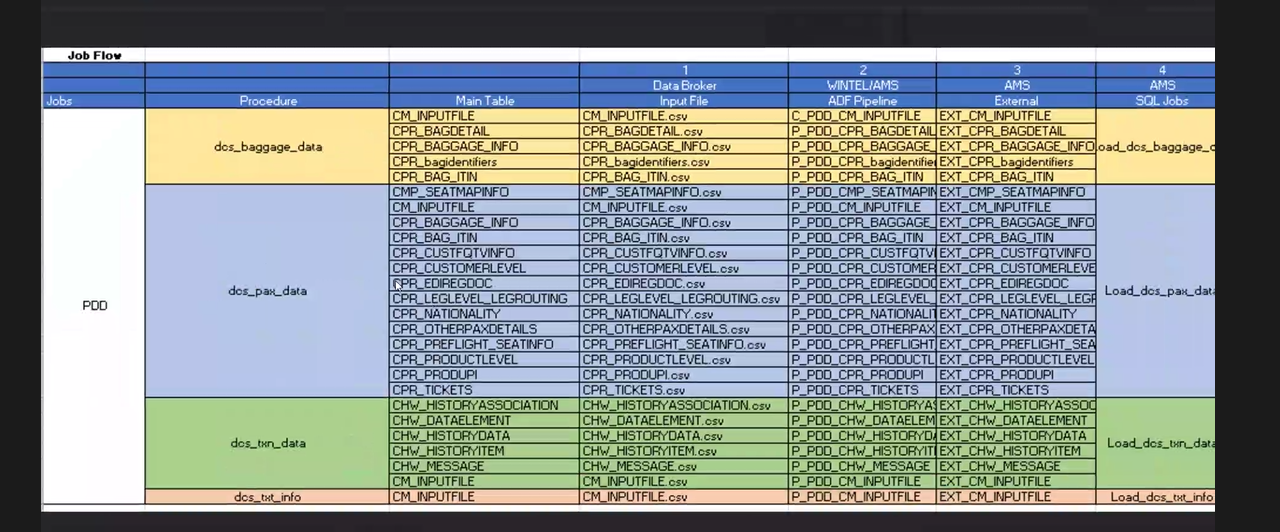 Job Flow
1 2 3 4
Data Broker WINTEL/AMS AMS AMS
Jobs Procedure Main Table Input File ADF Pipeline External SQL Jobs
CM_INPUTFILE CM_INPUTFILE.csv C_PDD_CM_INPUTFILE EXT_CM_INPUTFILE
CPR_BAGDETAIL CPR_BAGDETAIL.csv P_PDD_CPR_BAGDETAIL EXT_CPR_BAGDETAIL
dcs_baggage_data CPR_BAGGAGE_INFO CPR_BAGGAGE_INFO.csv P_PDD_CPR_BAGGAGE_ EXT_CPR_BAGGAGE_INFO oad_dcs_baggage_d
CPR_bagidentifiers CPR_bagidentifiers.csv P_PDD_CPR_bagidentifie EXT_CPR_bagidentifiers
CPR_BAG_ITIN CPR_BAG_ITIN.csv P_PDD_CPR_BAG_ITIN EXT_CPR_BAG_ITIN
CMP_SEATMAPINFO CMP_SEATMAPINFO.csv P_PDD_CMP_SEATMAPIN EXT_CMP_SEATMAPINFO
CM_INPUTFILE CM_INPUTFILE.csv P_PDD_CM_INPUTFILE EXT_CM_INPUTFILE
CPR_BAGGAGE_INFO CPR_BAGGAGE_INFO.csv P_PDD_CPR_BAGGAGE_ EXT_CPR_BAGGAGE_INFO
CPR_BAG_ITIN CPR_BAG_ITIN.csv P_PDD_CPR_BAG_ITIN EXT_CPR_BAG_ITIN
CPR_CUSTFQTVINFO CPR_CUSTFQTVINFO.csv P_PDD_CPR_CUSTFQTVI EXT_CPR_CUSTFQTVINFO
CPR_CUSTOMERLEVEL CPR_CUSTOMERLEVEL.csv P_PDD_CPR_CUSTOMER EXT_CPR_CUSTOMERLEVE
CPR_EDIREGDOC CPR_EDIREGDOC.csv P_PDD_CPR_EDIREGDOC EXT_CPR_EDIREGDOC
PDD dcs_pax_data CPR_LEGLEVEL_LEGROUTING CPR_LEGLEVEL_LEGROUTING.csv P_PDD_CPR_LEGLEVEL_ EXT_CPR_LEGLEVEL_LEGR Load_dcs_pax_data
CPR_NATIONALITY CPR_NATIONALITY.csv P_PDD_CPR_NATIONALIT EXT_CPR_NATIONALITY
CPR_OTHERPAXDETAILS CPR_OTHERPAXDETAILS.csv P_PDD_CPR_OTHERPAXD EXT_CPR_OTHERPAXDETA
CPR_PREFLIGHT_SEATINFO CPR_PREFLIGHT_SEATINFO.csv P_PDD_CPR_PREFLIGHT EXT_CPR_PREFLIGHT_SEA
CPR_PRODUCTLEVEL CPR_PRODUCTLEVEL.csv P_PDD_CPR_PRODUCTL EXT_CPR_PRODUCTLEVEL
CPR_PRODUPI CPR_PRODUPI.csv P_PDD_CPR_PRODUPI EXT_CPR_PRODUPI
CPR_TICKETS CPR_TICKETS.csv P_PDD_CPR_TICKETS EXT_CPR_TICKETS
CHW_HISTORYASSOCIATION CHW_HISTORYASSOCIATION.csv P_PDD_CHW_HISTORYAS EXT_CHW_HISTORYASSOC
CHW_DATAELEMENT CHW_DATAELEMENT.csv P_PDD_CHW_DATAELEM EXT_CHW_DATAELEMENT
dcs_txn_data CHW_HISTORYDATA CHW_HISTORYDATA.csv P_PDD_CHW_HISTORYDA EXT_CHW_HISTORYDATA Load_dcs_txn_data
CHW_HISTORYITEM CHW_HISTORYITEM.csv P_PDD_CHW_HISTORYIT EXT_CHW_HISTORYITEM
CHW_MESSAGE CHW_MESSAGE.csv P_PDD_CHW_MESSAGE EXT_CHW_MESSAGE
CM_INPUTFILE CM_INPUTFILE.csv P_PDD_CM_INPUTFILE EXT_CM_INPUTFILE
dcs_txt_info CM_INPUTFILE CM_INPUTFILE.csv P_PDD_CM_INPUTFILE EXT_CM_INPUTFILE Load_dcs_txt_info